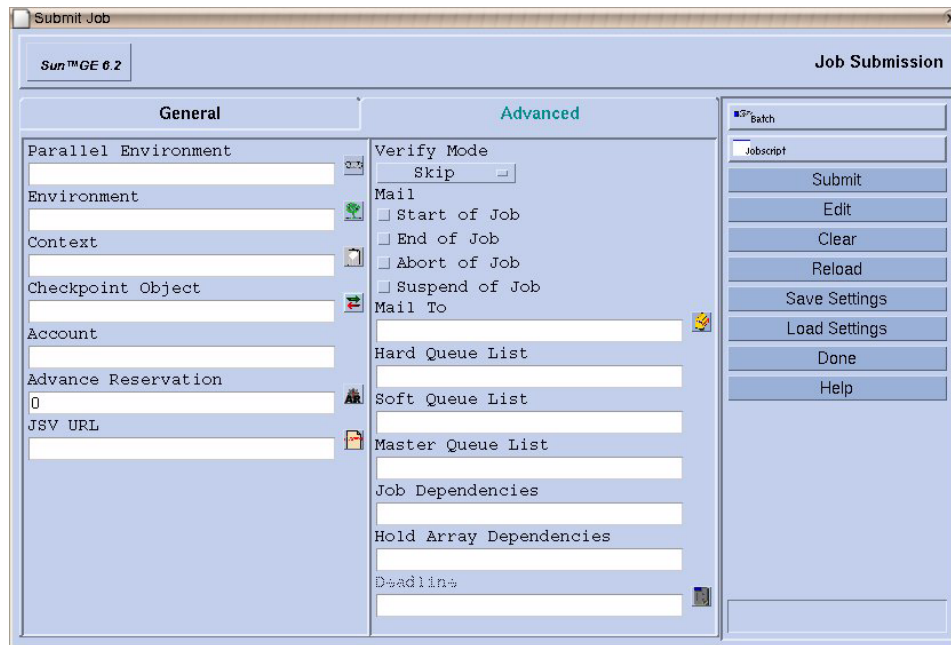 Submit Job
Sun™GE 6.2
Job Submission
General
Advanced
Parallel Environment
Environment
Context
Checkpoint Object
Account
Advance Reservation
0
JSV URL
Verify Mode
Skip
Mail
Start of Job
End of Job
Abort of Job
Suspend of Job
Mail To
Hard Queue List
Soft Queue List
Master Queue List
Job Dependencies
Hold Array Dependencies
Deadline
Batch
Jobscript
Submit
Edit
Clear
Reload
Save Settings
Load Settings
Done
Help
AR